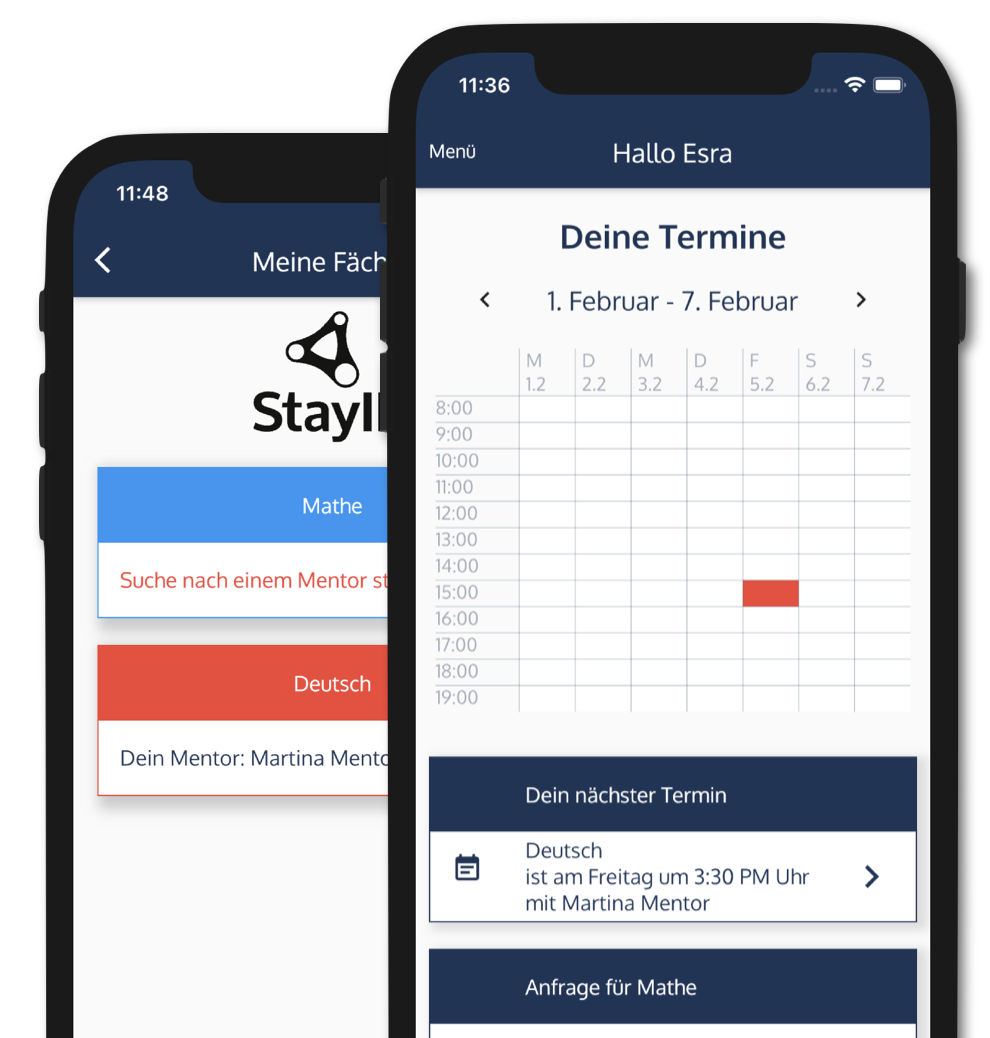 11:48
Meine Fäch
StayI
Mathe
Suche nach einem Mentor st
Deutsch
Dein Mentor: Martina Mento
11:36
Menü
Hallo Esra
Deine Termine
1. Februar - 7. Februar
M D M D F S S
1.2 2.2 3.2 4.2 5.2 6.2 7.2
8:00
9:00
10:00
11:00
12:00
13:00
14:00
15:00
16:00
17:00
18:00
19:00
Dein nächster Termin
Deutsch
ist am Freitag um 3:30 PM Uhr
mit Martina Mentor
Anfrage für Mathe